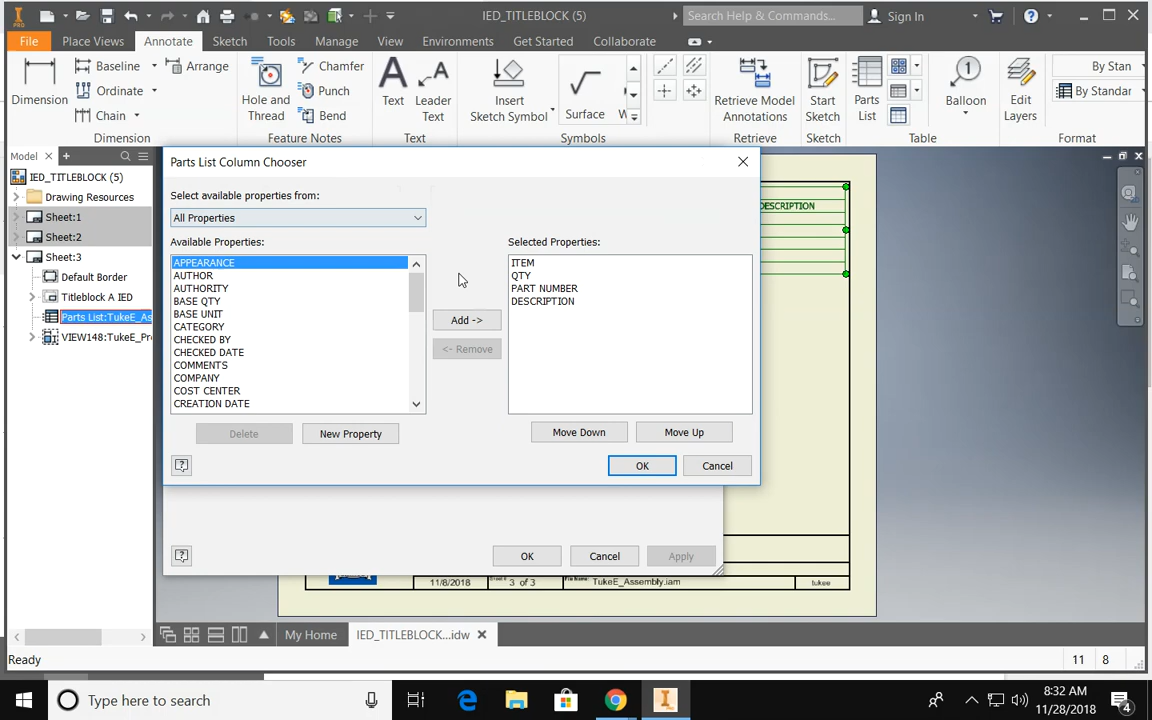 IED_TITLEBLOCK (5)
Search Help & Commands...
Sign In
PRO
File
Place Views
Annotate
Sketch
Tools
Manage
View
Environments
Get Started
Collaborate
Dimension
Baseline
Ordinate
Chain
Arrange
Dimension
Hole and
Thread
Chamfer
Punch
Bend
Feature Notes
Text
Leader
Text
Text
Insert
Sketch Symbol
Surface
Symbols
Retrieve Model
Annotations
Retrieve
Start
Sketch
Sketch
Parts
List
Table
1
Balloon
Edit
Layers
By Stan
By Standar
Format
Model
IED_TITLEBLOCK (5)
Drawing Resources
Sheet:1
Sheet:2
Sheet:3
Default Border
Titleblock A IED
Parts List:TukeE_As
VIEW148:TukeE_Pr
Parts List Column Chooser
Select available properties from:
All Properties
Available Properties:
APPEARANCE
AUTHOR
AUTHORITY
BASE QTY
BASE UNIT
CATEGORY
CHECKED BY
CHECKED DATE
COMMENTS
COMPANY
COST CENTER
CREATION DATE
Add ->
<- Remove
Selected Properties:
ITEM
QTY
PART NUMBER
DESCRIPTION
Delete
New Property
Move Down
Move Up
OK
Cancel
OK
Cancel
Apply
DESCRIPTION
11/8/2018
3 of 3
TukeE_Assembly.iam
tukee
My Home
IED_TITLEBLOCK...idw
Ready
11
8
Type here to search
8:32 AM
11/28/2018
4